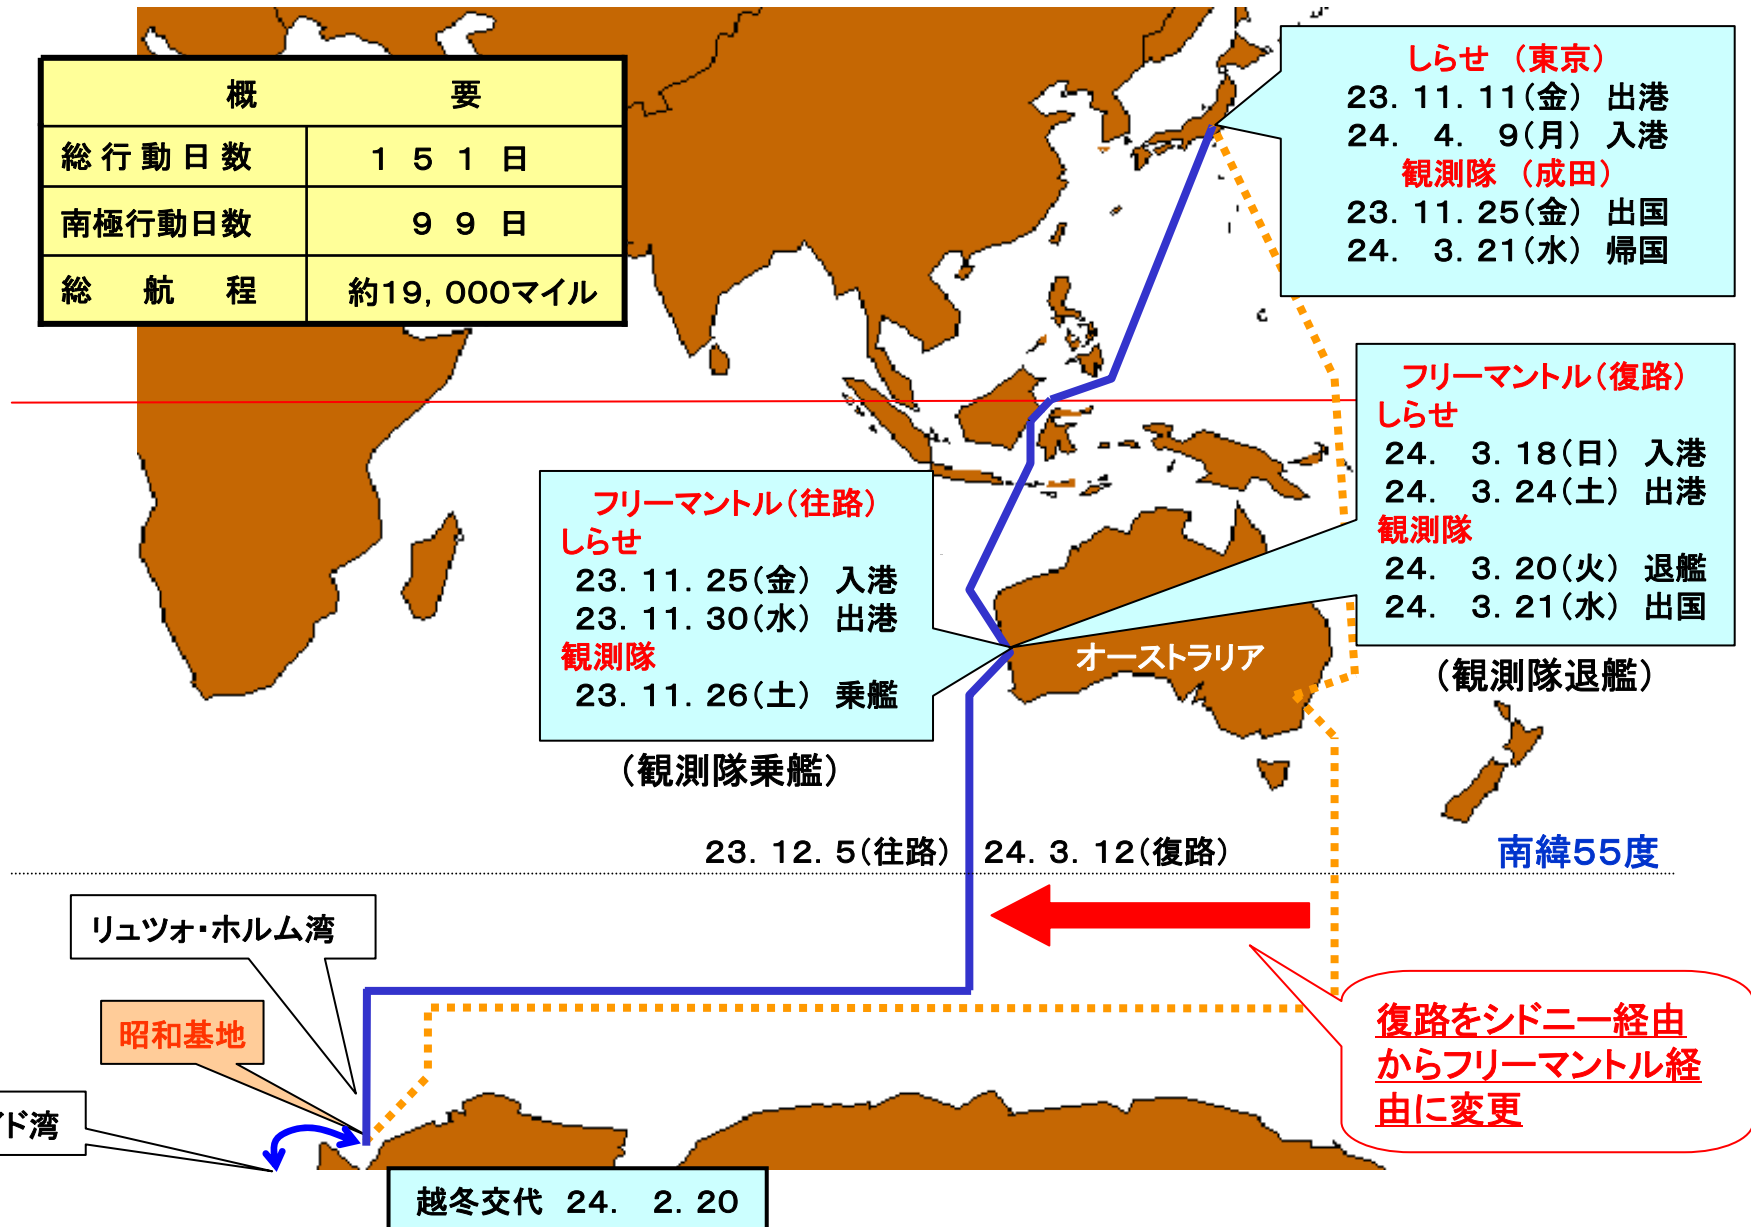 概 要
総行動日数 １５１日
南極行動日数 ９９日
総航程 約19，000マイル
しらせ（東京）
23．11．11（金） 出港
24． 4． 9（月） 入港
観測隊（成田）
23．11．25（金） 出国
24． 3．21（水） 帰国
フリーマントル（復路）
しらせ
24． 3．18（日） 入港
24． 3．24（土） 出港
観測隊
24． 3．20（火） 退艦
24． 3．21（水） 出国
（観測隊退艦）
フリーマントル（往路）
しらせ
23．11．25（金） 入港
23．11．30（水） 出港
観測隊
23．11．26（土） 乗艦
（観測隊乗艦）
オーストラリア
23．12．5（往路） 24．3．12（復路）
南緯55度
リュツォ・ホルム湾
昭和基地
ド湾
復路をシドニー経由
からフリーマントル経
由に変更
越冬交代 24． 2．20